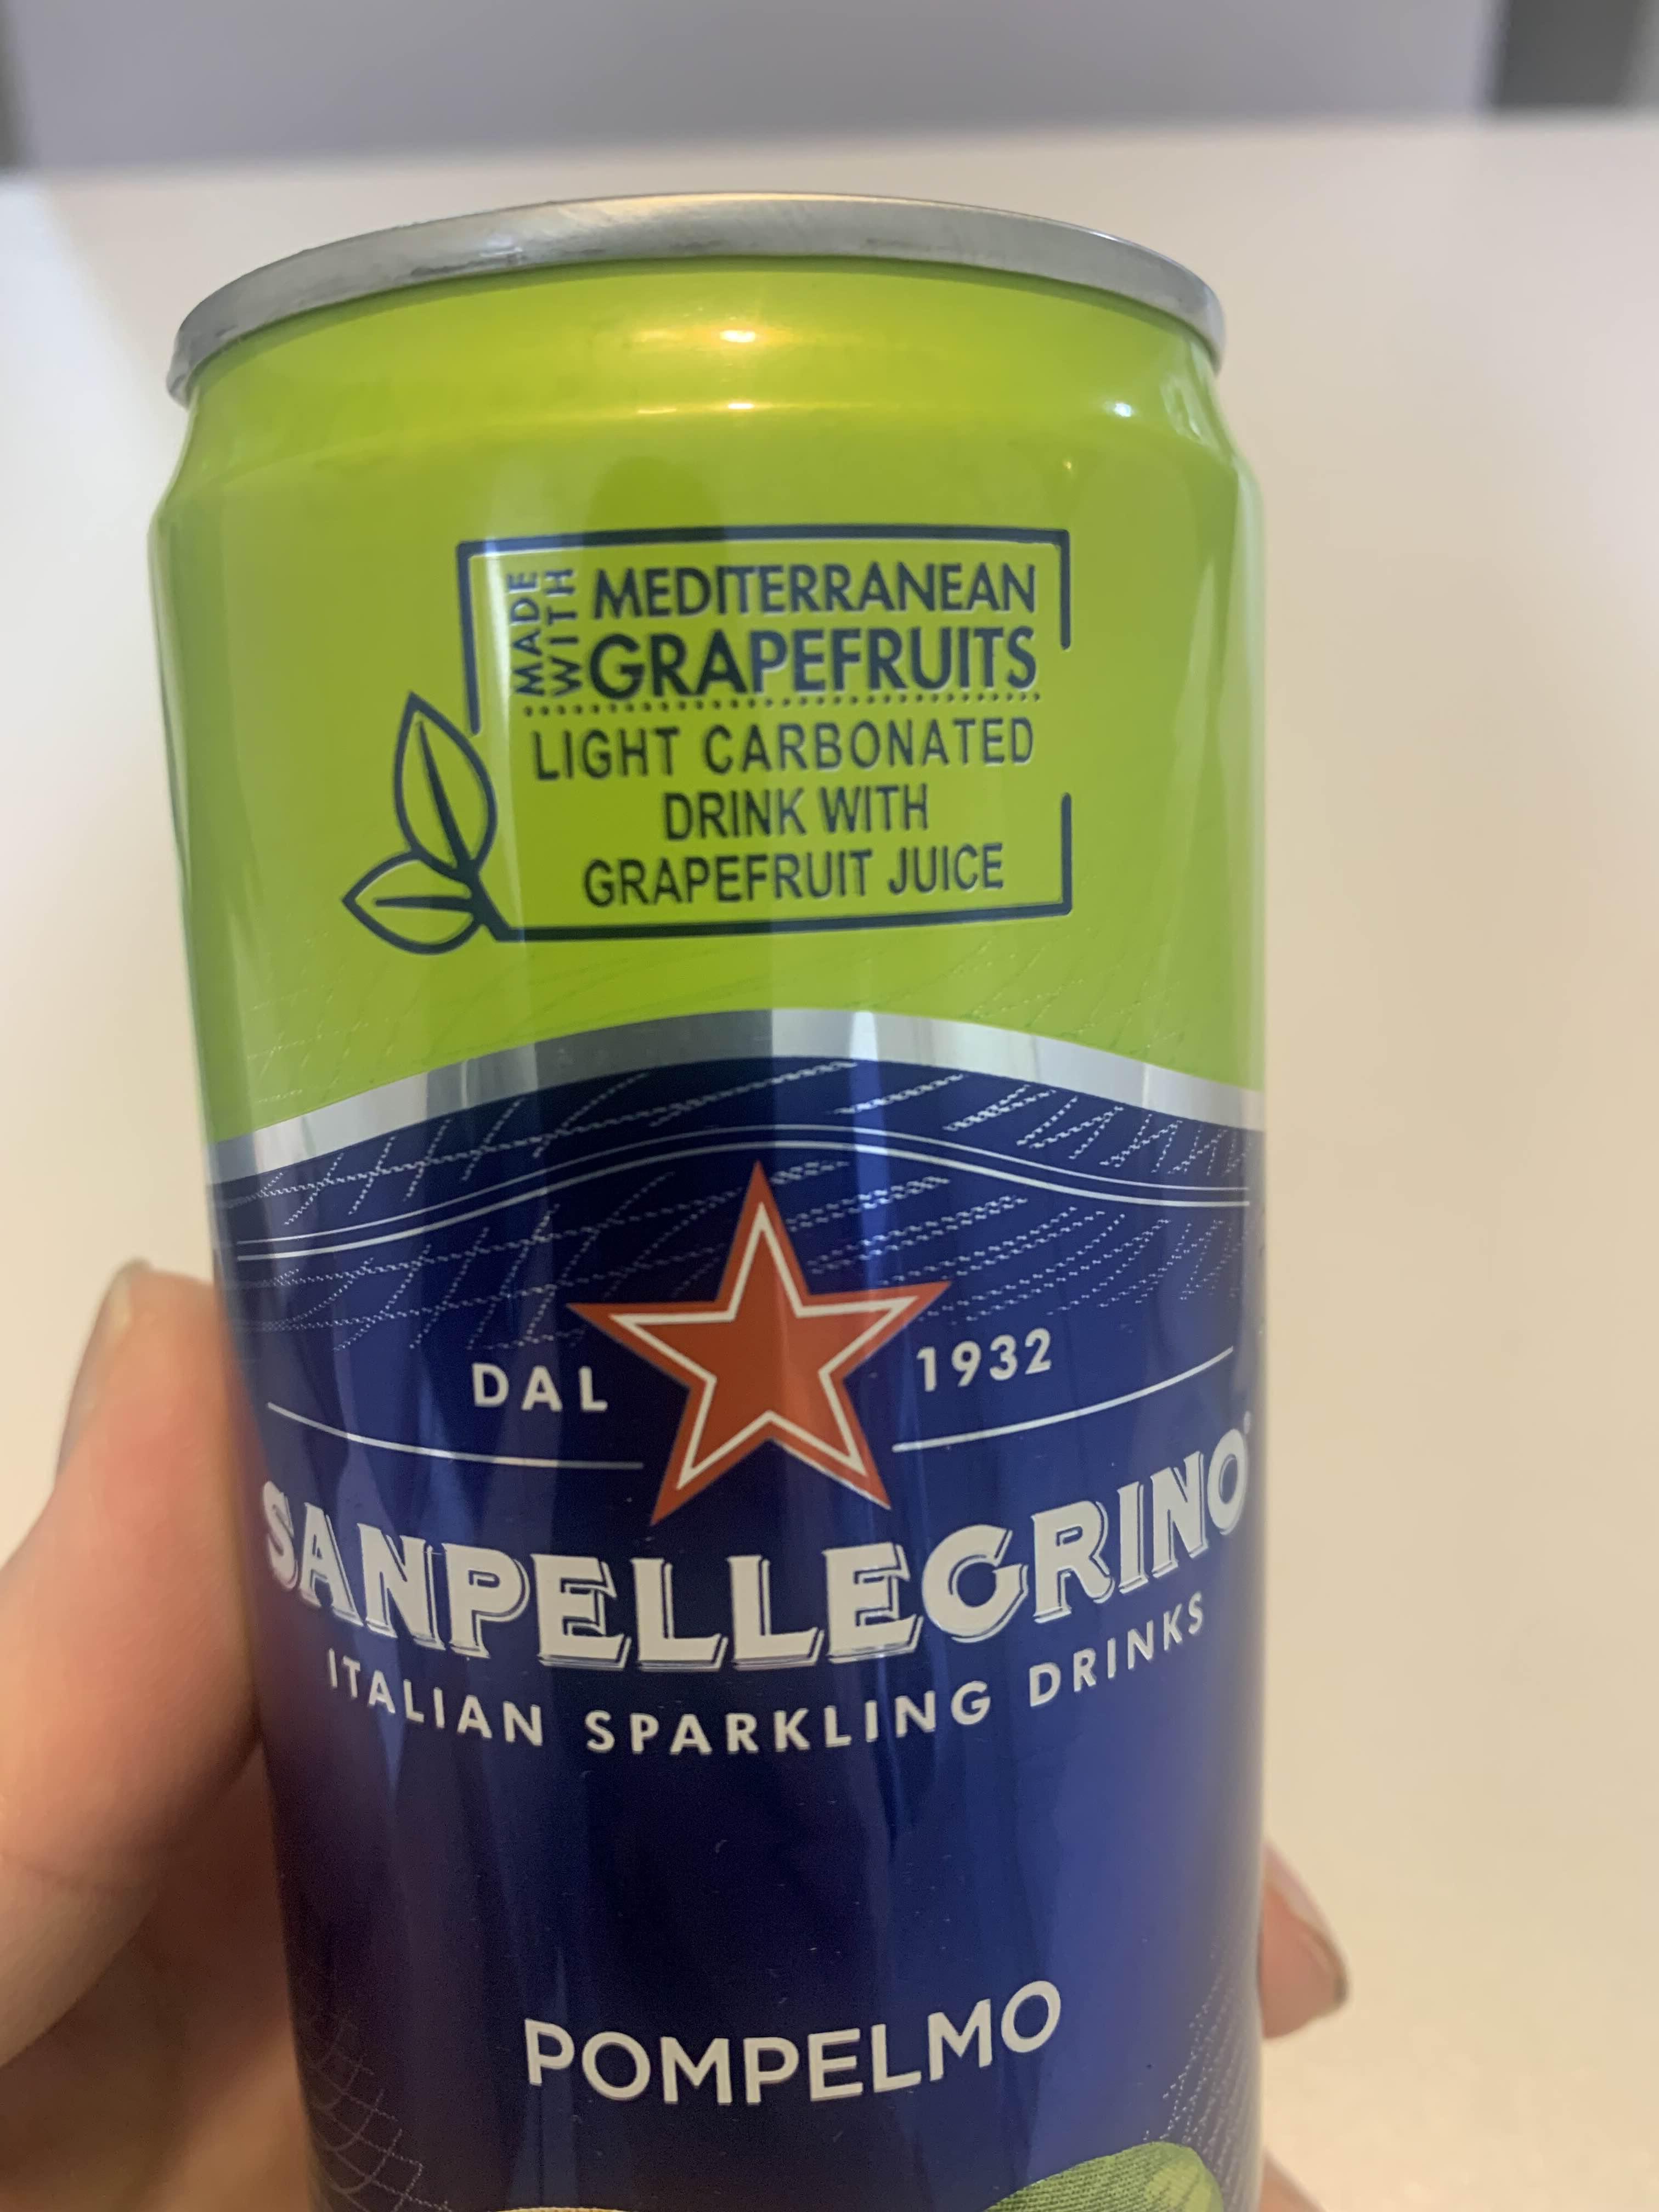 MADE WITH
MEDITERRANEAN
GRAPEFRUITS
LIGHT CARBONATED
DRINK WITH
GRAPEFRUIT JUICE
DAL 1932
SANPELLEGRINO
ITALIAN SPARKLING DRINKS
POMPELMO